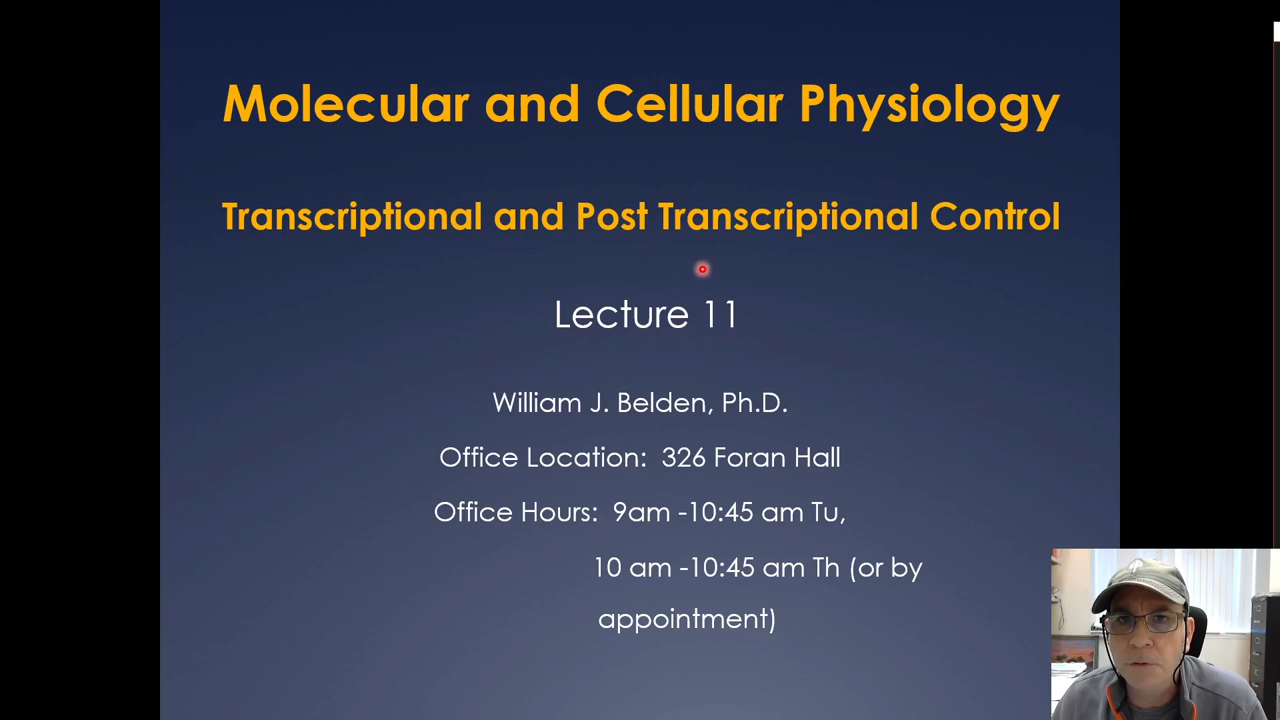 Molecular and Cellular Physiology
Transcriptional and Post Transcriptional Control
Lecture 11
William J. Belden, Ph.D.
Office Location: 326 Foran Hall
Office Hours: 9am -10:45 am Tu,
10 am -10:45 am Th (or by
appointment)